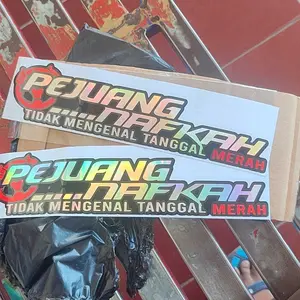 PEJUANG
.....NAFKAH
TIDAK MENGENAL TANGGAL MERAH
PEJUANG
.....NAFKAH
TIDAK MENGENAL TANGGAL MERAH